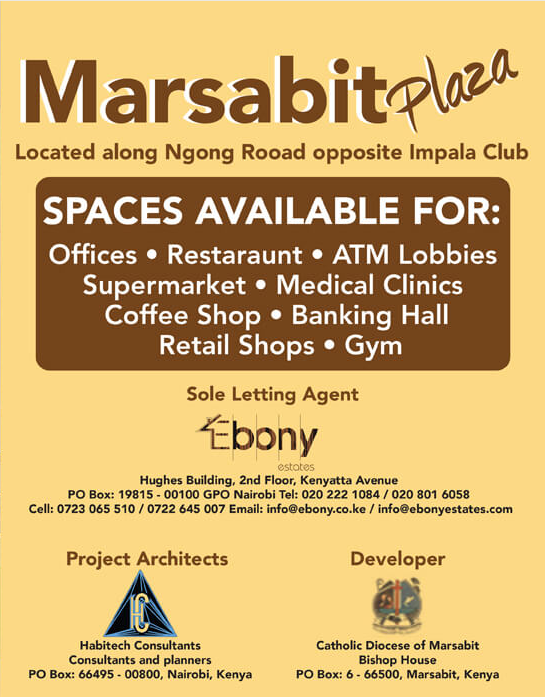 Marsabit Plaza
Located along Ngong Rooad opposite Impala Club
SPACES AVAILABLE FOR:
Offices • Restaraunt • ATM Lobbies
Supermarket • Medical Clinics
Coffee Shop • Banking Hall
Retail Shops • Gym
Sole Letting Agent
Ebony
estates
Hughes Building, 2nd Floor, Kenyatta Avenue
PO Box: 19815 - 00100 GPO Nairobi Tel: 020 222 1084 / 020 801 6058
Cell: 0723 065 510 / 0722 645 007 Email: info@ebony.co.ke / info@ebonyestates.com
Project Architects
HC
Habitech Consultants
Consultants and planners
PO Box: 66495 - 00800, Nairobi, Kenya
Developer
Catholic Diocese of Marsabit
Bishop House
PO Box: 6 - 66500, Marsabit, Kenya